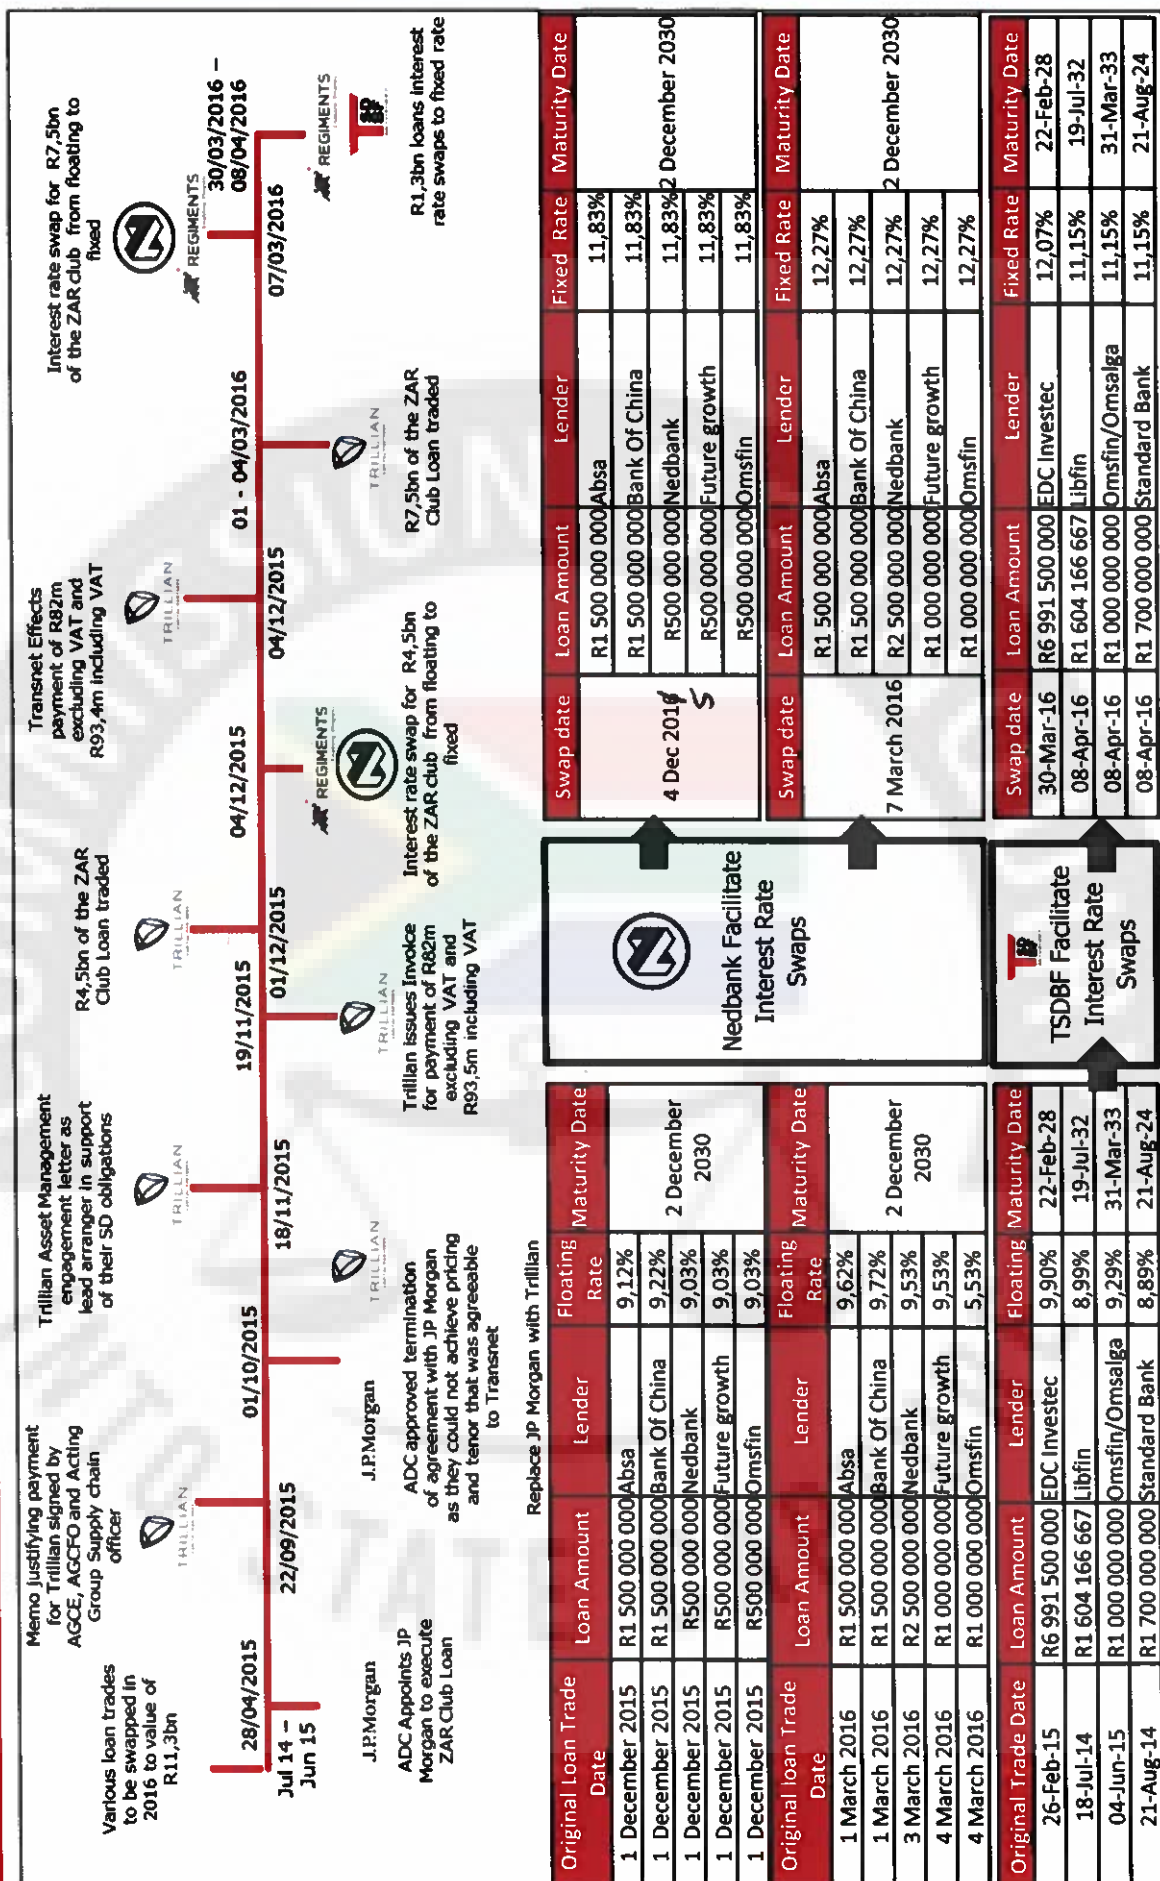 Various loan trades
to be swapped in
2016 to value of
R11,3bn
Jul 14 –
Jun 15
28/04/2015
J.P.Morgan
ADC Appoints JP
Morgan to execute
ZAR Club Loan
Memo justifying payment
for Trillian signed by
AGCE, AGCFO and Acting
Group Supply chain
officer
TRILLIAN
22/09/2015
01/10/2015
J.P.Morgan
TRILLIAN
ADC approved termination
of agreement with JP Morgan
as they could not achieve pricing
and tenor that was agreeable
to Transnet
Replace JP Morgan with Trillian
Trillian Asset Management
engagement letter as
lead arranger in support
of their SD obligations
TRILLIAN
18/11/2015
19/11/2015
TRILLIAN
Trillian Issues Invoice
for payment of R82m
excluding VAT and
R93,5m including VAT
R4,5bn of the ZAR
Club Loan traded
TRILLIAN
01/12/2015
04/12/2015
REGIMENTS
Interest rate swap for R4,5bn
of the ZAR club from floating to
fixed
Transnet Effects
payment of R82m
excluding VAT and
R93,4m including VAT
TRILLIAN
04/12/2015
01 - 04/03/2016
TRILLIAN
R7,5bn of the ZAR
Club Loan traded
Interest rate swap for R7,5bn
of the ZAR club from floating to
fixed
REGIMENTS
07/03/2016
30/03/2016 –
08/04/2016
REGIMENTS
R1,3bn loans interest
rate swaps to fixed rate
Original Loan Trade Date Loan Amount Lender Floating Rate Maturity Date
1 December 2015 R1 500 000 000 Absa 9,12%
1 December 2015 R1 500 000 000 Bank Of China 9,22%
1 December 2015 R500 000 000 Nedbank 9,03%
1 December 2015 R500 000 000 Future growth 9,03%
1 December 2015 R500 000 000 Omsfin 9,03%
2 December
2030
Original loan Trade Date Loan Amount Lender Floating Rate Maturity Date
1 March 2016 R1 500 000 000 Absa 9,62%
1 March 2016 R1 500 000 000 Bank Of China 9,72%
3 March 2016 R2 500 000 000 Nedbank 9,53%
4 March 2016 R1 000 000 000 Future growth 9,53%
4 March 2016 R1 000 000 000 Omsfin 5,53%
2 December
2030
Original Trade Date Loan Amount Lender Floating Maturity Date
26-Feb-15 R6 991 500 000 EDC Investec 9,90% 22-Feb-28
18-Jul-14 R1 604 166 667 Libfin 8,99% 19-Jul-32
04-Jun-15 R1 000 000 000 Omsfin/Omsalga 9,29% 31-Mar-33
21-Aug-14 R1 700 000 000 Standard Bank 8,89% 21-Aug-24
Nedbank Facilitate
Interest Rate
Swaps
TSDBF Facilitate
Interest Rate
Swaps
Swap date Loan Amount Lender Fixed Rate Maturity Date
4 Dec 201
5
R1 500 000 000 Absa 11,83%
R1 500 000 000 Bank Of China 11,83%
R500 000 000 Nedbank 11,83%
R500 000 000 Future growth 11,83%
R500 000 000 Omsfin 11,83%
2 December 2030
Swap date Loan Amount Lender Fixed Rate Maturity Date
7 March 2016
R1 500 000 000 Absa 12,27%
R1 500 000 000 Bank Of China 12,27%
R2 500 000 000 Nedbank 12,27%
R1 000 000 000 Future growth 12,27%
R1 000 000 000 Omsfin 12,27%
2 December 2030
Swap date Loan Amount Lender Fixed Rate Maturity Date
30-Mar-16 R6 991 500 000 EDC Investec 12,07% 22-Feb-28
08-Apr-16 R1 604 166 667 Libfin 11,15% 19-Jul-32
08-Apr-16 R1 000 000 000 Omsfin/Omsalga 11,15% 31-Mar-33
08-Apr-16 R1 700 000 000 Standard Bank 11,15% 21-Aug-24